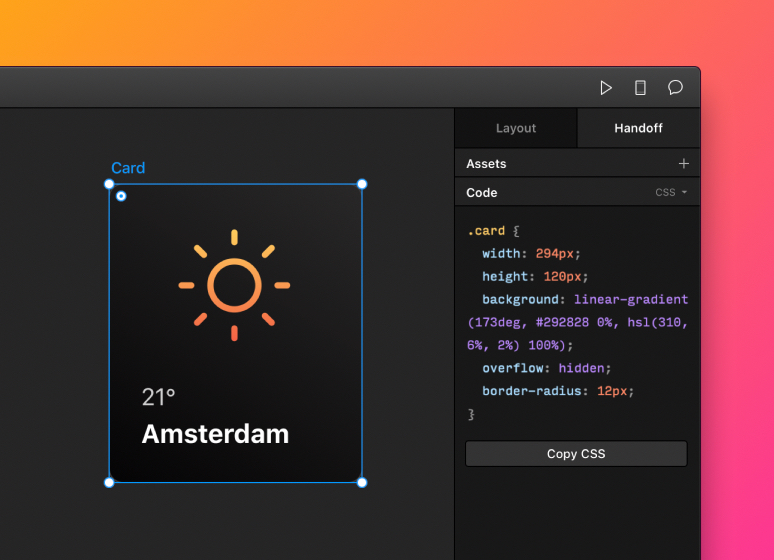 Layout
Handoff
Assets
Code
CSS
Card
.card {
width: 294px;
height: 120px;
background: linear-gradient
(173deg, #292828 0%, hsl(310,
6%, 2%) 100%);
overflow: hidden;
border-radius: 12px;
}
Copy CSS
21°
Amsterdam